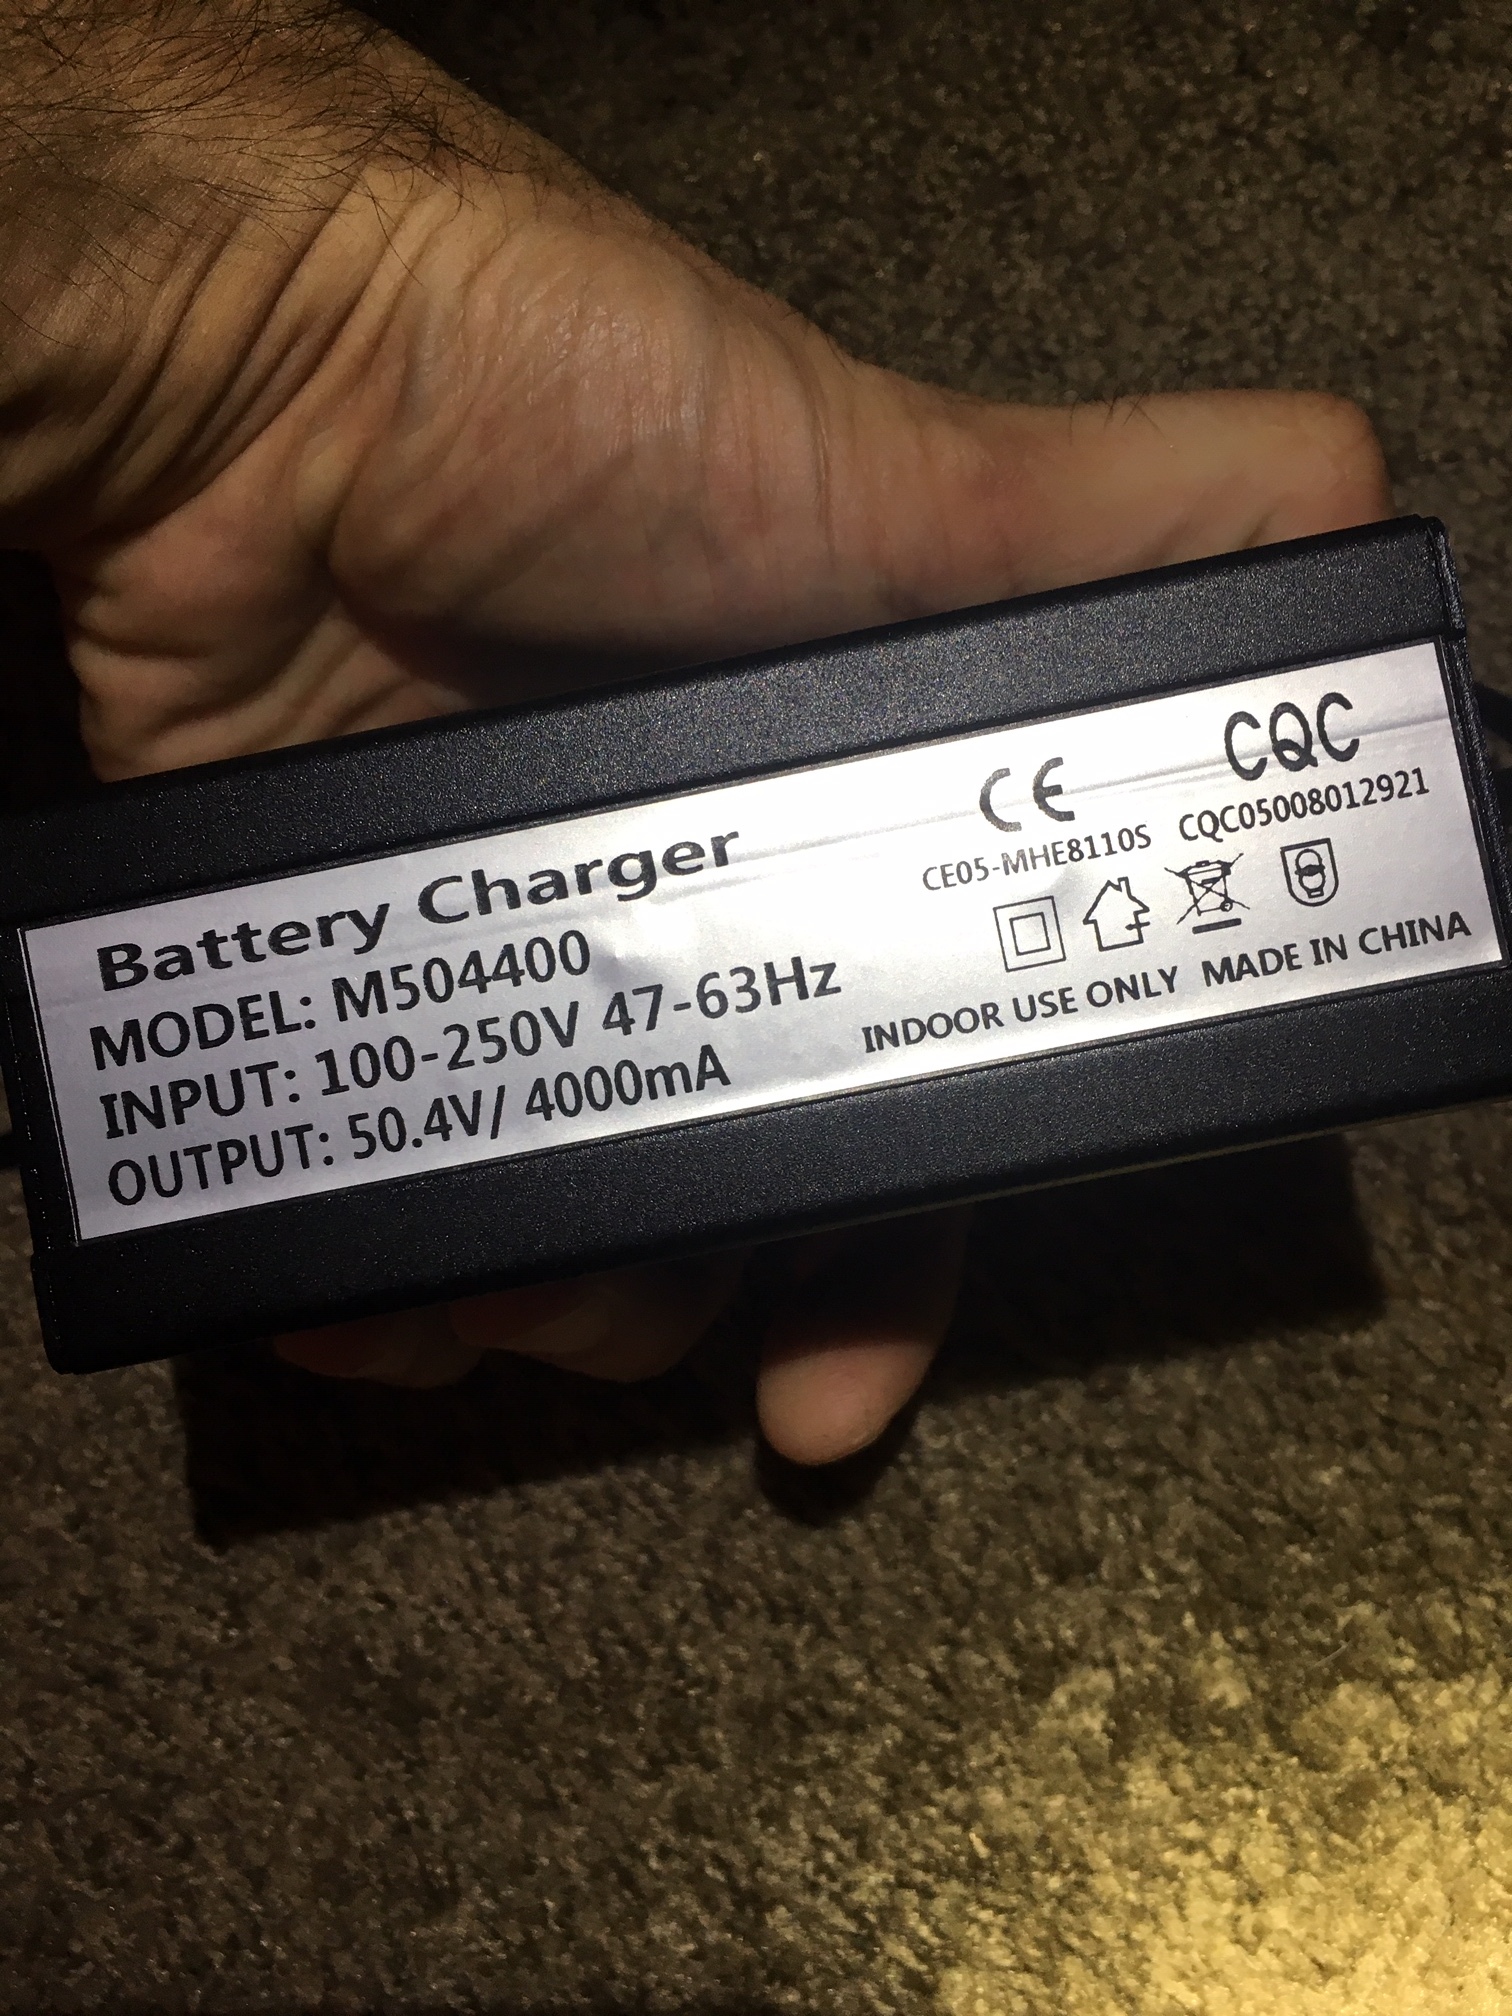 Battery Charger
MODEL: M504400
INPUT: 100-250V 47-63Hz
OUTPUT: 50.4V/ 4000mA
CE
CE05-MHE8110S
CQC
CQC05008012921
INDOOR USE ONLY MADE IN CHINA